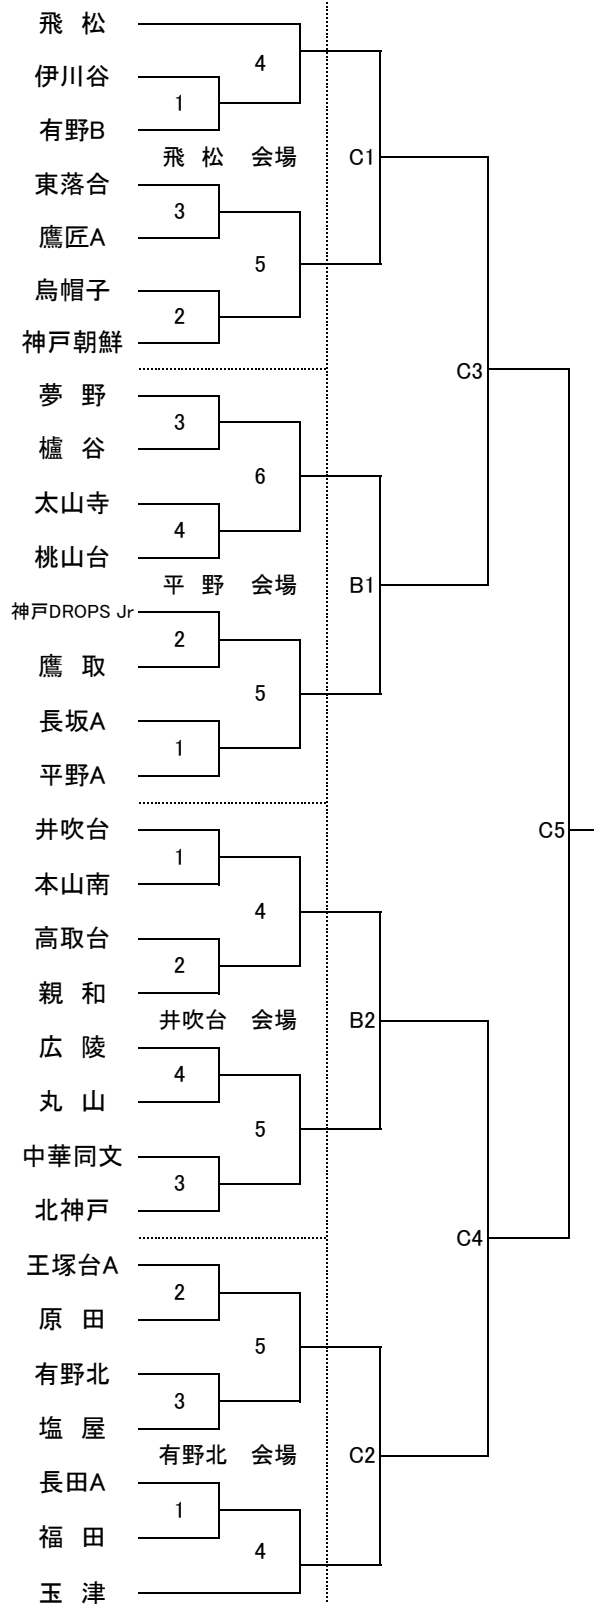 飛　松
4
伊川谷
1
有野B
飛　松　会場
C1
東落合
3
鷹匠A
5
烏帽子
2
神戸朝鮮
C3
夢　野
3
櫨　谷
6
太山寺
4
桃山台
平　野　会場
B1
神戸DROPS Jr
2
鷹　取
5
長坂A
1
平野A
井吹台
C5
1
本山南
4
高取台
2
親　和
井吹台　会場
B2
広　陵
4
丸　山
5
中華同文
3
北神戸
C4
王塚台A
2
原　田
5
有野北
3
塩　屋
有野北　会場
C2
長田A
1
福　田
4
玉　津